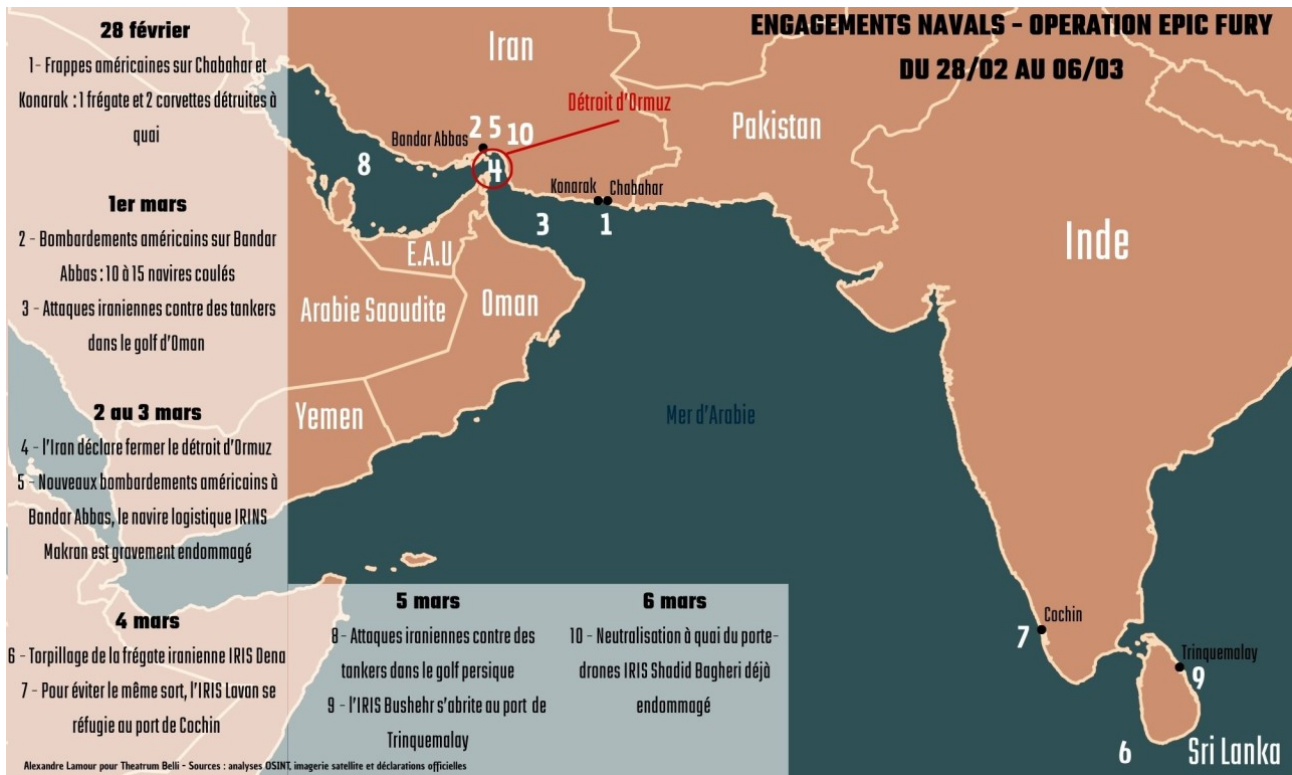 ENGAGEMENTS NAVALS - OPERATION EPIC FURY
DU 28/02 AU 06/03
28 février
1- Frappes américaines sur Chabahar et
Konarak : 1 frégate et 2 corvettes détruites à
quai
1er mars
2 - Bombardements américains sur Bandar
Abbas : 10 à 15 navires coulés
3 - Attaques iraniennes contre des tankers
dans le golf d'Oman
2 au 3 mars
4 - l'Iran déclare fermer le détroit d'Ormuz
5 - Nouveaux bombardements américains à
Bandar Abbas, le navire logistique IRINS
Makran est gravement endommagé
4 mars
6 - Torpillage de la frégate iranienne IRIS Dena
7 - Pour éviter le même sort, l'IRIS Lavan se
réfugie au port de Cochin
5 mars
8 - Attaques iraniennes contre des
tankers dans le golf persique
9 - l'IRIS Bushehr s'abrite au port de
Trinquemalay
6 mars
10 - Neutralisation à quai du porte-
drones IRIS Shadid Bagheri déjà
endommagé
Iran
Détroit d'Ormuz
Pakistan
Bandar Abbas
2 5 10
8
4
Konarak
Chabahar
3
1
Inde
E.A.U
Arabie Saoudite
Oman
Yemen
Mer d'Arabie
7
Cochin
Trinquemalay
9
6
Sri Lanka
Alexandre Lamour pour Theatrum Belli - Sources : analyses OSINT, imagerie satellite et déclarations officielles